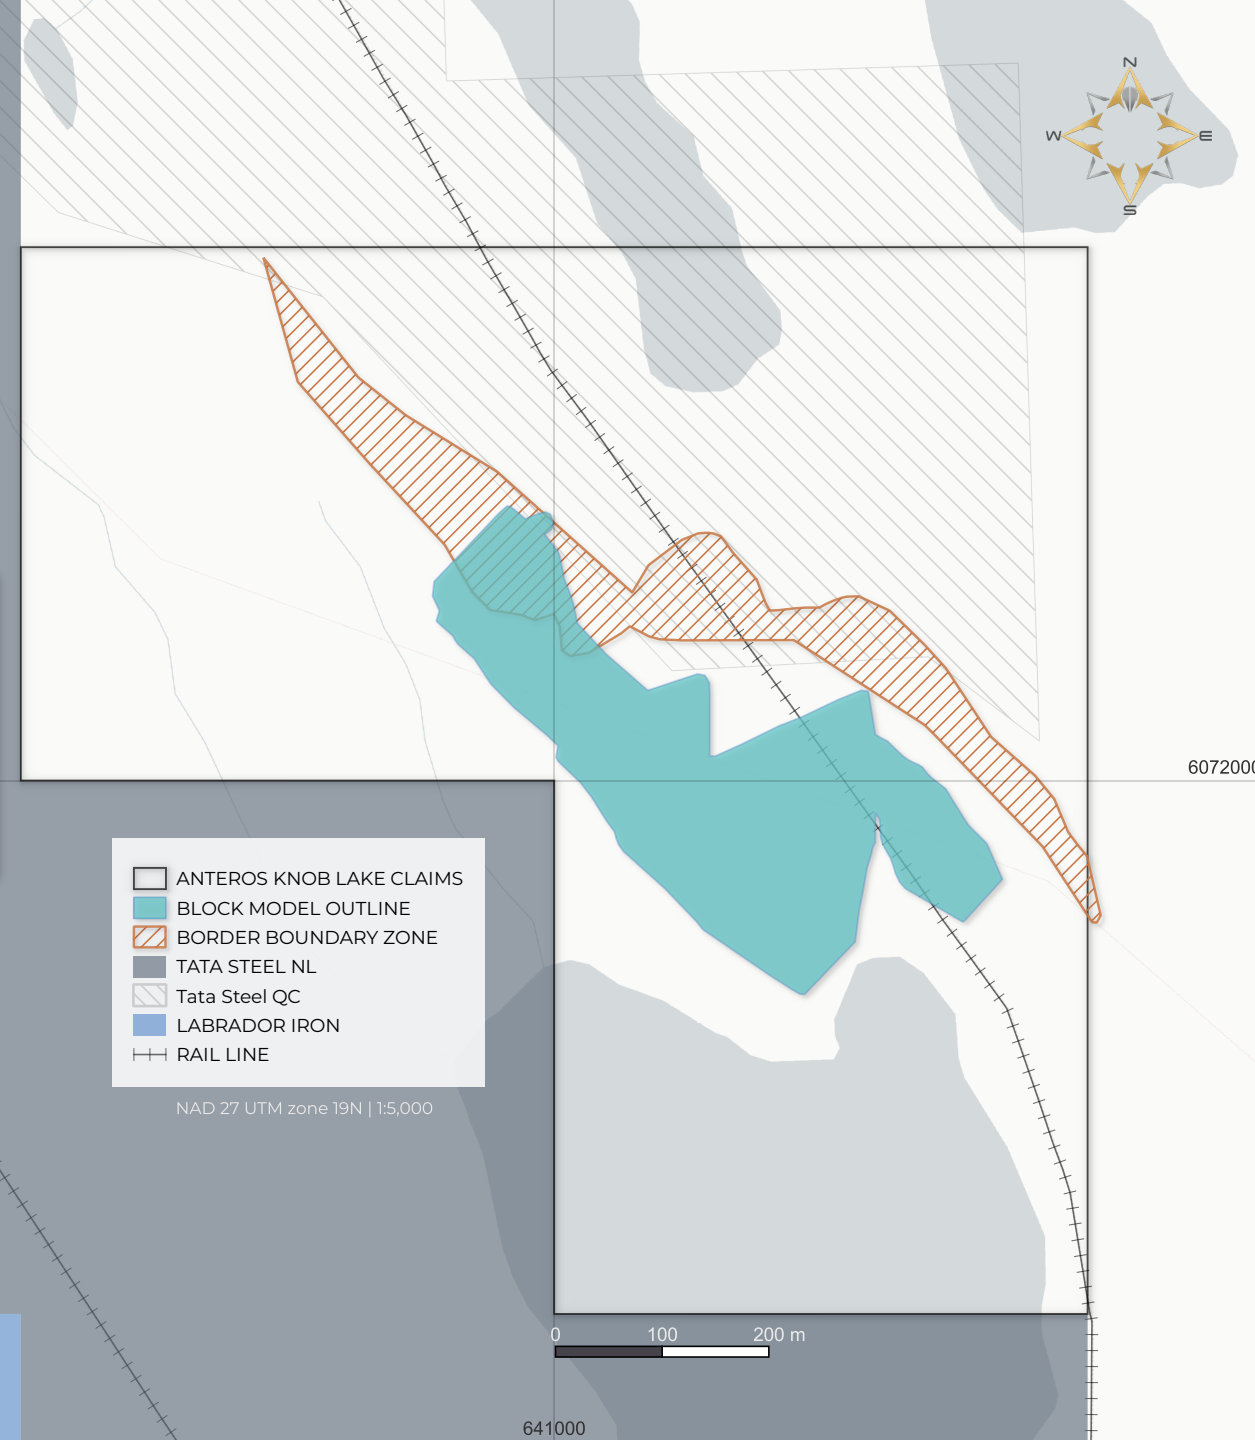 N
W
E
S
6072000
ANTEROS KNOB LAKE CLAIMS
BLOCK MODEL OUTLINE
BORDER BOUNDARY ZONE
TATA STEEL NL
Tata Steel QC
LABRADOR IRON
RAIL LINE
NAD 27 UTM zone 19N | 1:5,000
0 100 200 m
641000